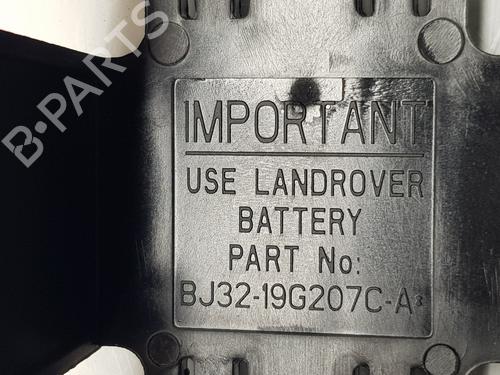 B-PARTS
IMPORTANT
USE LANDROVER
BATTERY
PART No:
BJ32-19G207C-A